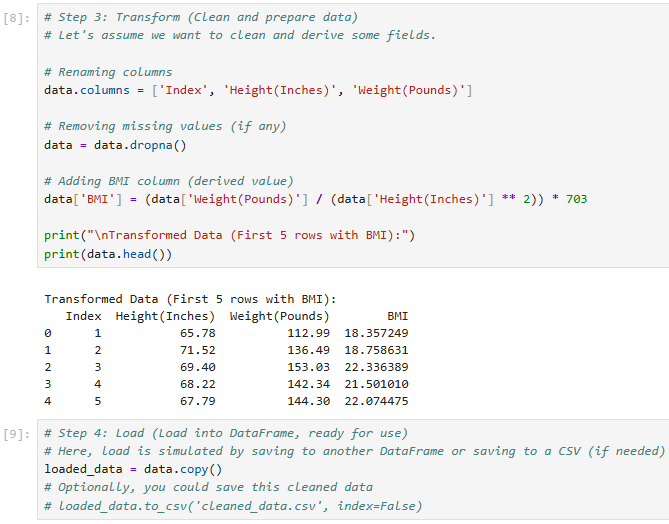 [8]:
# Step 3: Transform (Clean and prepare data)
# Let's assume we want to clean and derive some fields.
# Renaming columns
data.columns = ['Index', 'Height(Inches)', 'Weight(Pounds)']
# Removing missing values (if any)
data = data.dropna()
# Adding BMI column (derived value)
data['BMI'] = (data['Weight(Pounds)'] / (data['Height(Inches)'] ** 2)) * 703
print("\nTransformed Data (First 5 rows with BMI):")
print(data.head())
Transformed Data (First 5 rows with BMI):
Index Height(Inches) Weight(Pounds) BMI
0 1 65.78 112.99 18.357249
1 2 71.52 136.49 18.758631
2 3 69.40 153.03 22.336389
3 4 68.22 142.34 21.501010
4 5 67.79 144.30 22.074475
[9]:
# Step 4: Load (Load into DataFrame, ready for use)
# Here, load is simulated by saving to another DataFrame or saving to a CSV (if needed)
loaded_data = data.copy()
# Optionally, you could save this cleaned data
# loaded_data.to_csv('cleaned_data.csv', index=False)